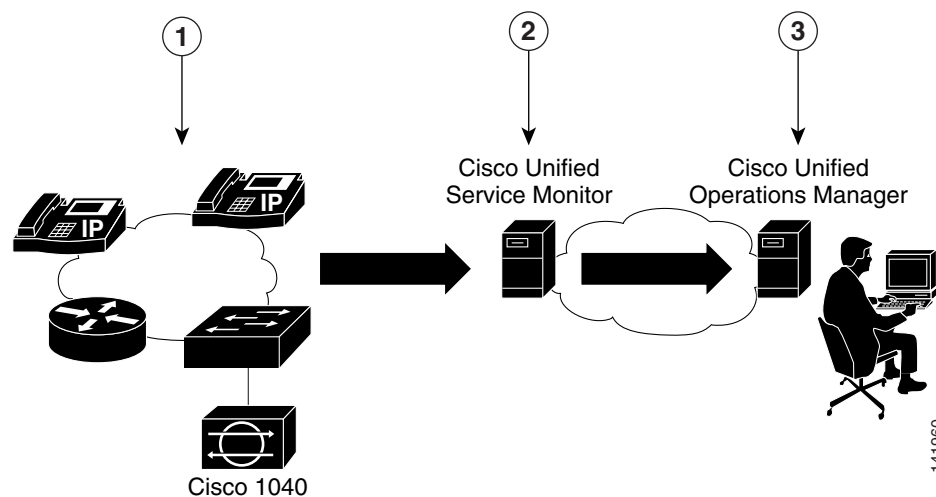 1
2
3
Cisco Unified
Service Monitor
Cisco Unified
Operations Manager
IP
IP
Cisco 1040